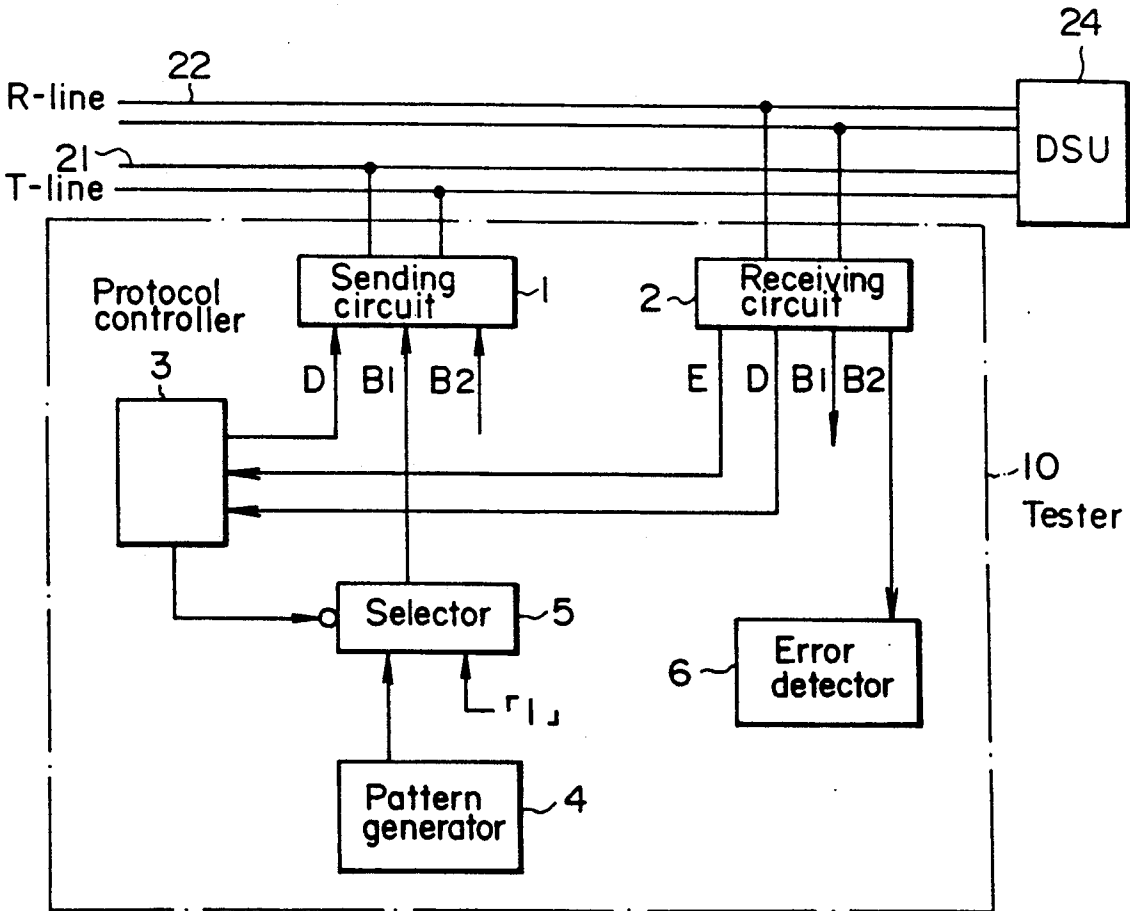 24
22
R-line
DSU
21
T-line
Sending
circuit
1
2
Receiving
circuit
Protocol
controller
3
D
B1
B2
E
D
B1
B2
10
Tester
Selector
5
「1」
6
Error
detector
Pattern
generator
4